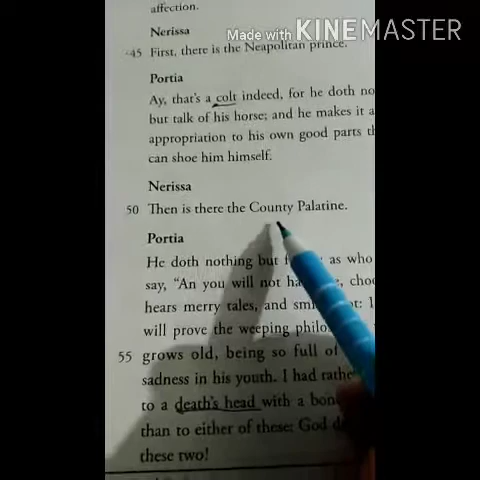 affection.
Made with KINEMASTER
Nerissa
45 First, there is the Neapolitan prince.
Portia
Ay, that's a colt indeed, for he doth no
but talk of his horse; and he makes it a
appropriation to his own good parts th
can shoe him himself.
Nerissa
50 Then is there the County Palatine.
Portia
He doth nothing but as who
say, "An you will not choo
hears merry tales, and I
will prove the weeping
55 grows old, being so full of
sadness in his youth. I had rathe
to a death's head with a bon
than to either of these: God d
these two!